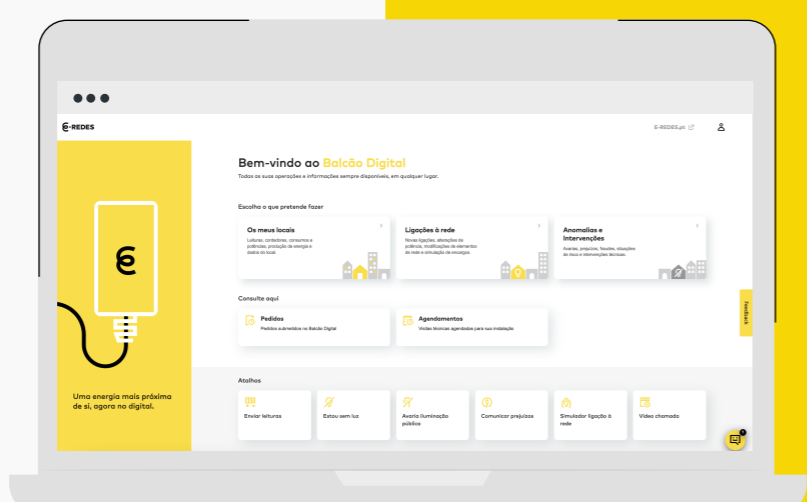 e-REDES
E-REDES.pt
Bem-vindo ao Balcão Digital
Todas as suas operações e informações sempre disponíveis, em qualquer lugar.
Escolha o que pretende fazer
Os meus locais
Leituras, contadores, consumos e
potências, produção de energia e
dados do local.
Ligações à rede
Novas ligações, alterações de
potência, modificações de elementos
de rede e simulação de encargos.
Anomalias e
Intervenções
Avarias, prejuízos, fraudes, situações
de risco e intervenções técnicas.
Consulte aqui
Pedidos
Pedidos submetidos no Balcão Digital
Agendamentos
Visitas técnicas agendadas para sua instalação
Feedback
Uma energia mais próxima
de si, agora no digital.
Atalhos
Enviar leituras
Estou sem luz
Avaria iluminação
pública
Comunicar prejuízos
Simulador ligação à
rede
Vídeo chamada